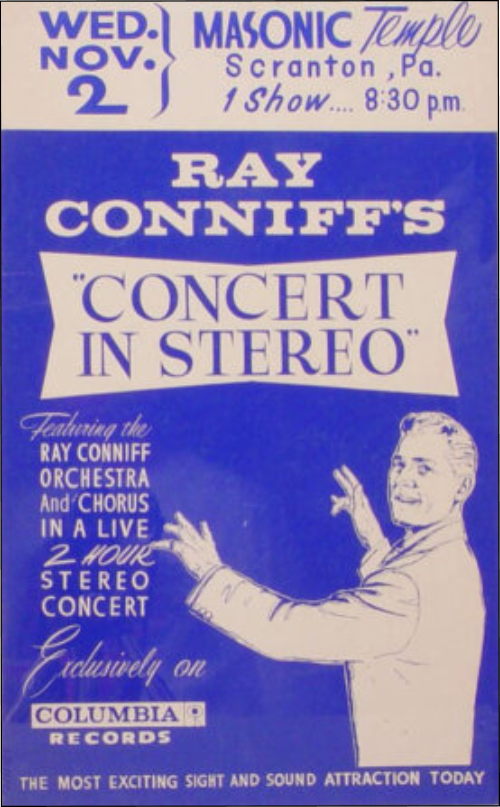 WED.
NOV.
2
MASONIC Temple
Scranton, Pa.
1 Show.... 8:30 p.m.
RAY
CONNIFF'S
"CONCERT
IN STEREO"
Featuring the
RAY CONNIFF
ORCHESTRA
And CHORUS
IN A LIVE
2 HOUR
STEREO
CONCERT
Exclusively on
COLUMBIA
RECORDS
THE MOST EXCITING SIGHT AND SOUND ATTRACTION TODAY